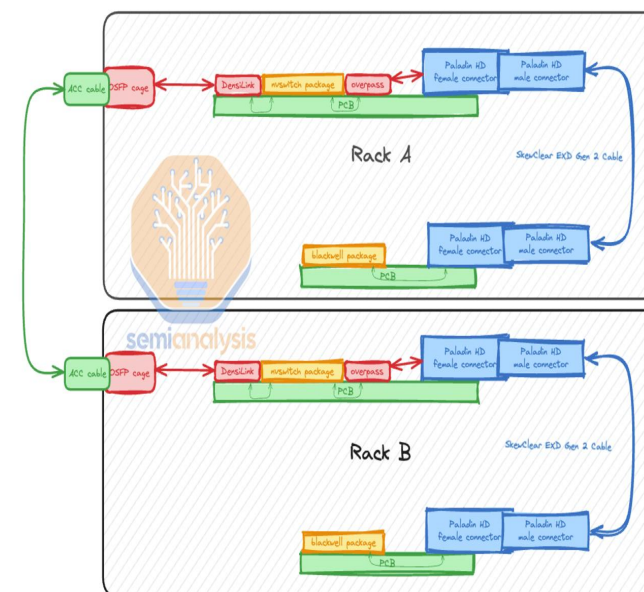 Paladin HD
female connector
Paladin HD
male connector
ACC cable
OSFP cage
DensiLink
nvswitch package
overpass
PCB
Rack A
SkewClear EXD Gen 2 Cable
Paladin HD
female connector
Paladin HD
male connector
blackwell package
PCB
semianalysis
Paladin HD
female connector
Paladin HD
male connector
ACC cable
OSFP cage
DensiLink
nvswitch package
overpass
PCB
Rack B
SkewClear EXD Gen 2 Cable
Paladin HD
female connector
Paladin HD
male connector
blackwell package
PCB